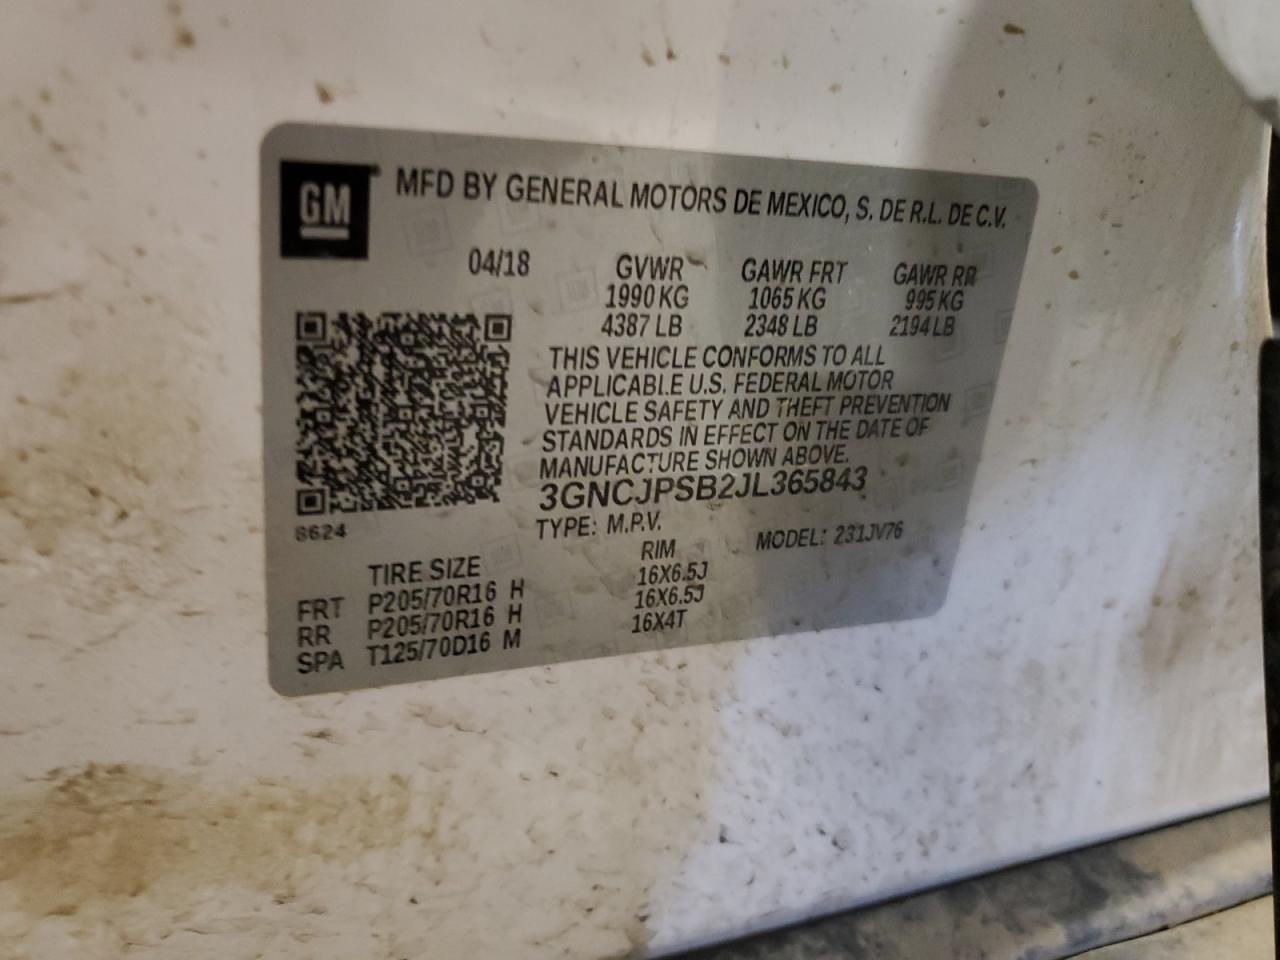 GM
MFD BY GENERAL MOTORS DE MEXICO, S. DE R.L. DE C.V.
04/18 GVWR GAWR FRT GAWR RR
1990 KG 1065 KG 995 KG
4387 LB 2348 LB 2194 LB
THIS VEHICLE CONFORMS TO ALL
APPLICABLE U.S. FEDERAL MOTOR
VEHICLE SAFETY AND THEFT PREVENTION
STANDARDS IN EFFECT ON THE DATE OF
MANUFACTURE SHOWN ABOVE.
3GNCJPSB2JL365843
8624
TYPE: M.P.V. MODEL: 231JV76
TIRE SIZE RIM
FRT P205/70R16 H 16X6.5J
RR P205/70R16 H 16X6.5J
SPA T125/70D16 M 16X4T